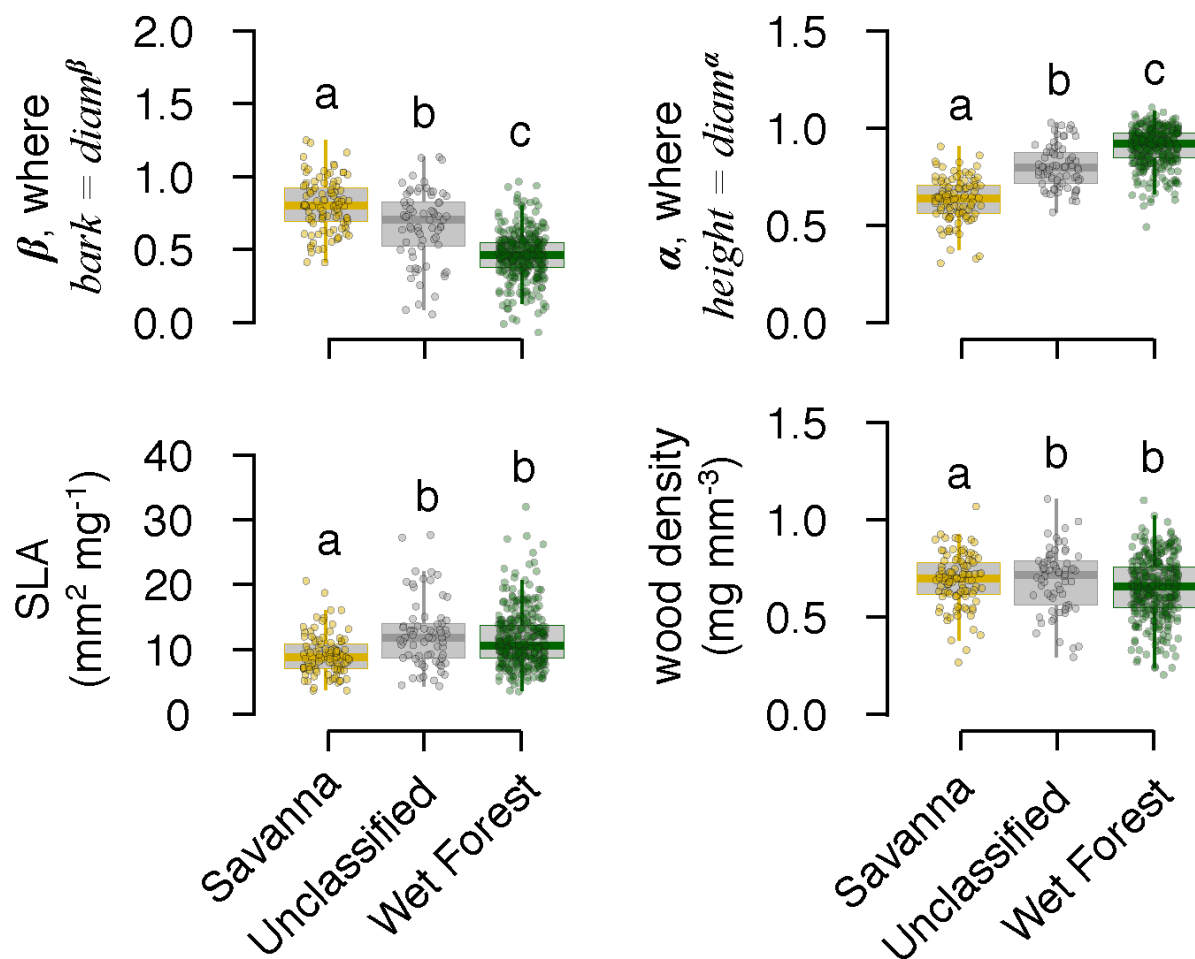 β, where
bark = diam^β
2.0
1.5
1.0
0.5
0.0
a
b
c
α, where
height = diam^α
1.5
1.0
0.5
0.0
a
b
c
SLA
(mm² mg⁻¹)
40
30
20
10
0
a
b
b
Savanna
Unclassified
Wet Forest
wood density
(mg mm⁻³)
1.5
1.0
0.5
0.0
a
b
b
Savanna
Unclassified
Wet Forest